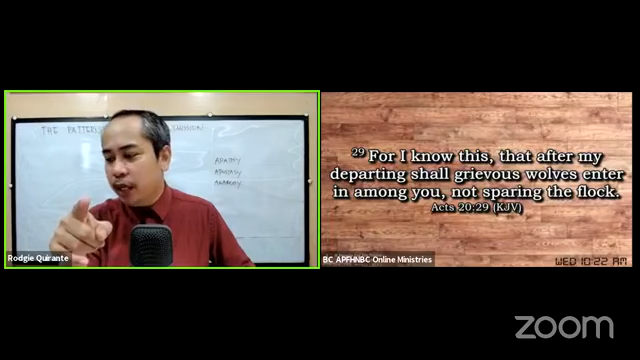 THE PATTERN
APATHY
APOSTASY
ANARCHY
Rodgie Quirante
29 For I know this, that after my
departing shall grievous wolves enter
in among you, not sparing the flock.
Acts 20:29 (KJV)
BC APFHNBC Online Ministries
WED 10:22 AM
zoom